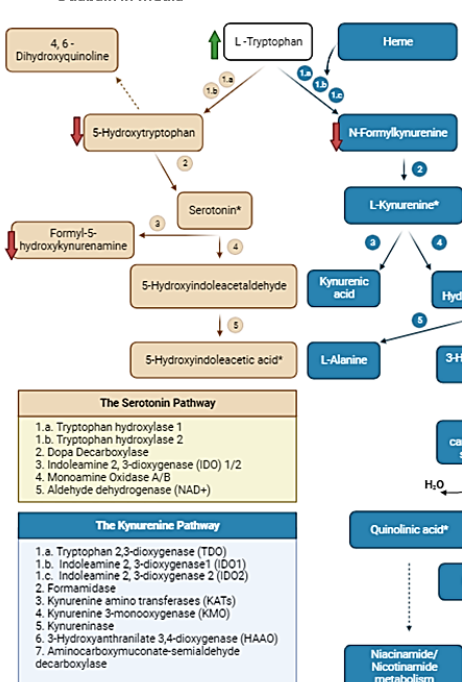 4, 6 -
Dihydroxyquinoline
L -Tryptophan
Heme
1.a
1.b
1.a
1.b
1.c
5-Hydroxytryptophan
N-Formylkynurenine
2
2
Serotonin*
L-Kynurenine*
3
4
3
4
Formyl-5-
hydroxykynurenamine
5-Hydroxyindoleacetaldehyde
Kynurenic
acid
5
5
5-Hydroxyindoleacetic acid*
L-Alanine
The Serotonin Pathway
1.a. Tryptophan hydroxylase 1
1.b. Tryptophan hydroxylase 2
2. Dopa Decarboxylase
3. Indoleamine 2, 3-dioxygenase (IDO) 1/2
4. Monoamine Oxidase A/B
5. Aldehyde dehydrogenase (NAD+)
H₂O
The Kynurenine Pathway
Quinolinic acid*
1.a. Tryptophan 2,3-dioxygenase (TDO)
1.b. Indoleamine 2, 3-dioxygenase1 (IDO1)
1.c. Indoleamine 2, 3-dioxygenase 2 (IDO2)
2. Formamidase
3. Kynurenine amino transferases (KATs)
4. Kynurenine 3-monooxygenase (KMO)
5. Kynureninase
6. 3-Hydroxyanthranilate 3,4-dioxygenase (HAAO)
7. Aminocarboxymuconate-semialdehyde
decarboxylase
Niacinamide/
Nicotinamide
metabolism